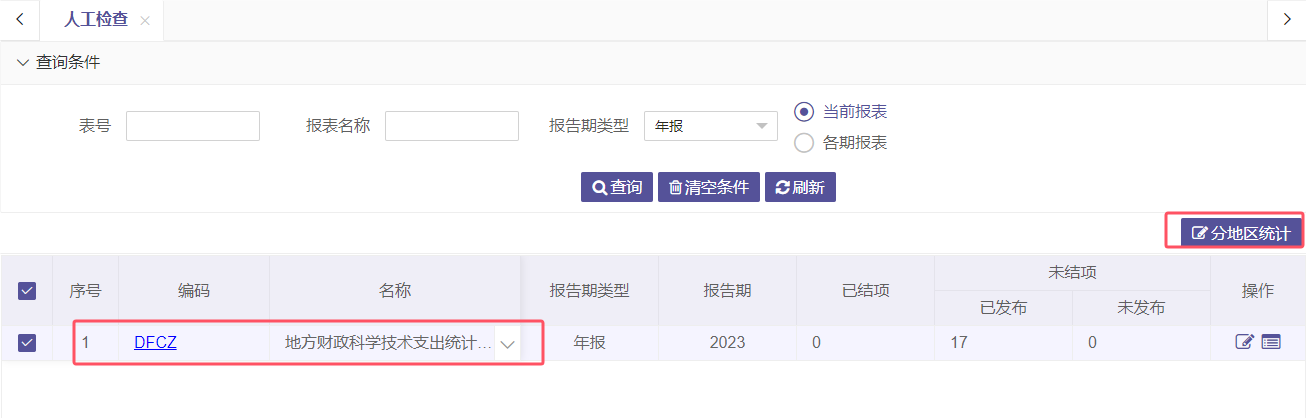 人工检查
查询条件
表号 报表名称 报告期类型 年报 当前报表
各期报表
查询 清空条件 刷新
分地区统计
序号 编码 名称 报告期类型 报告期 已结项 未结项 操作
已发布 未发布
1 DFCZ 地方财政科学技术支出统计... 年报 2023 0 17 0